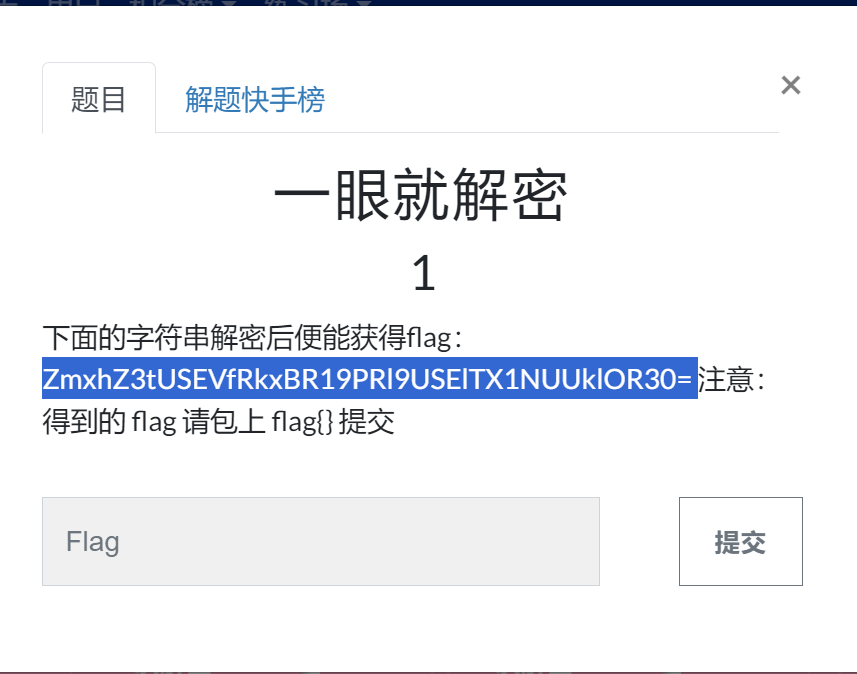 题目
解题快手榜
×
一眼就解密
1
下面的字符串解密后便能获得flag：
ZmxhZ3tUSEVfRkxBR19PRl9USElTX1NUUklOR30= 注意：
得到的 flag 请包上 flag{} 提交
Flag
提交